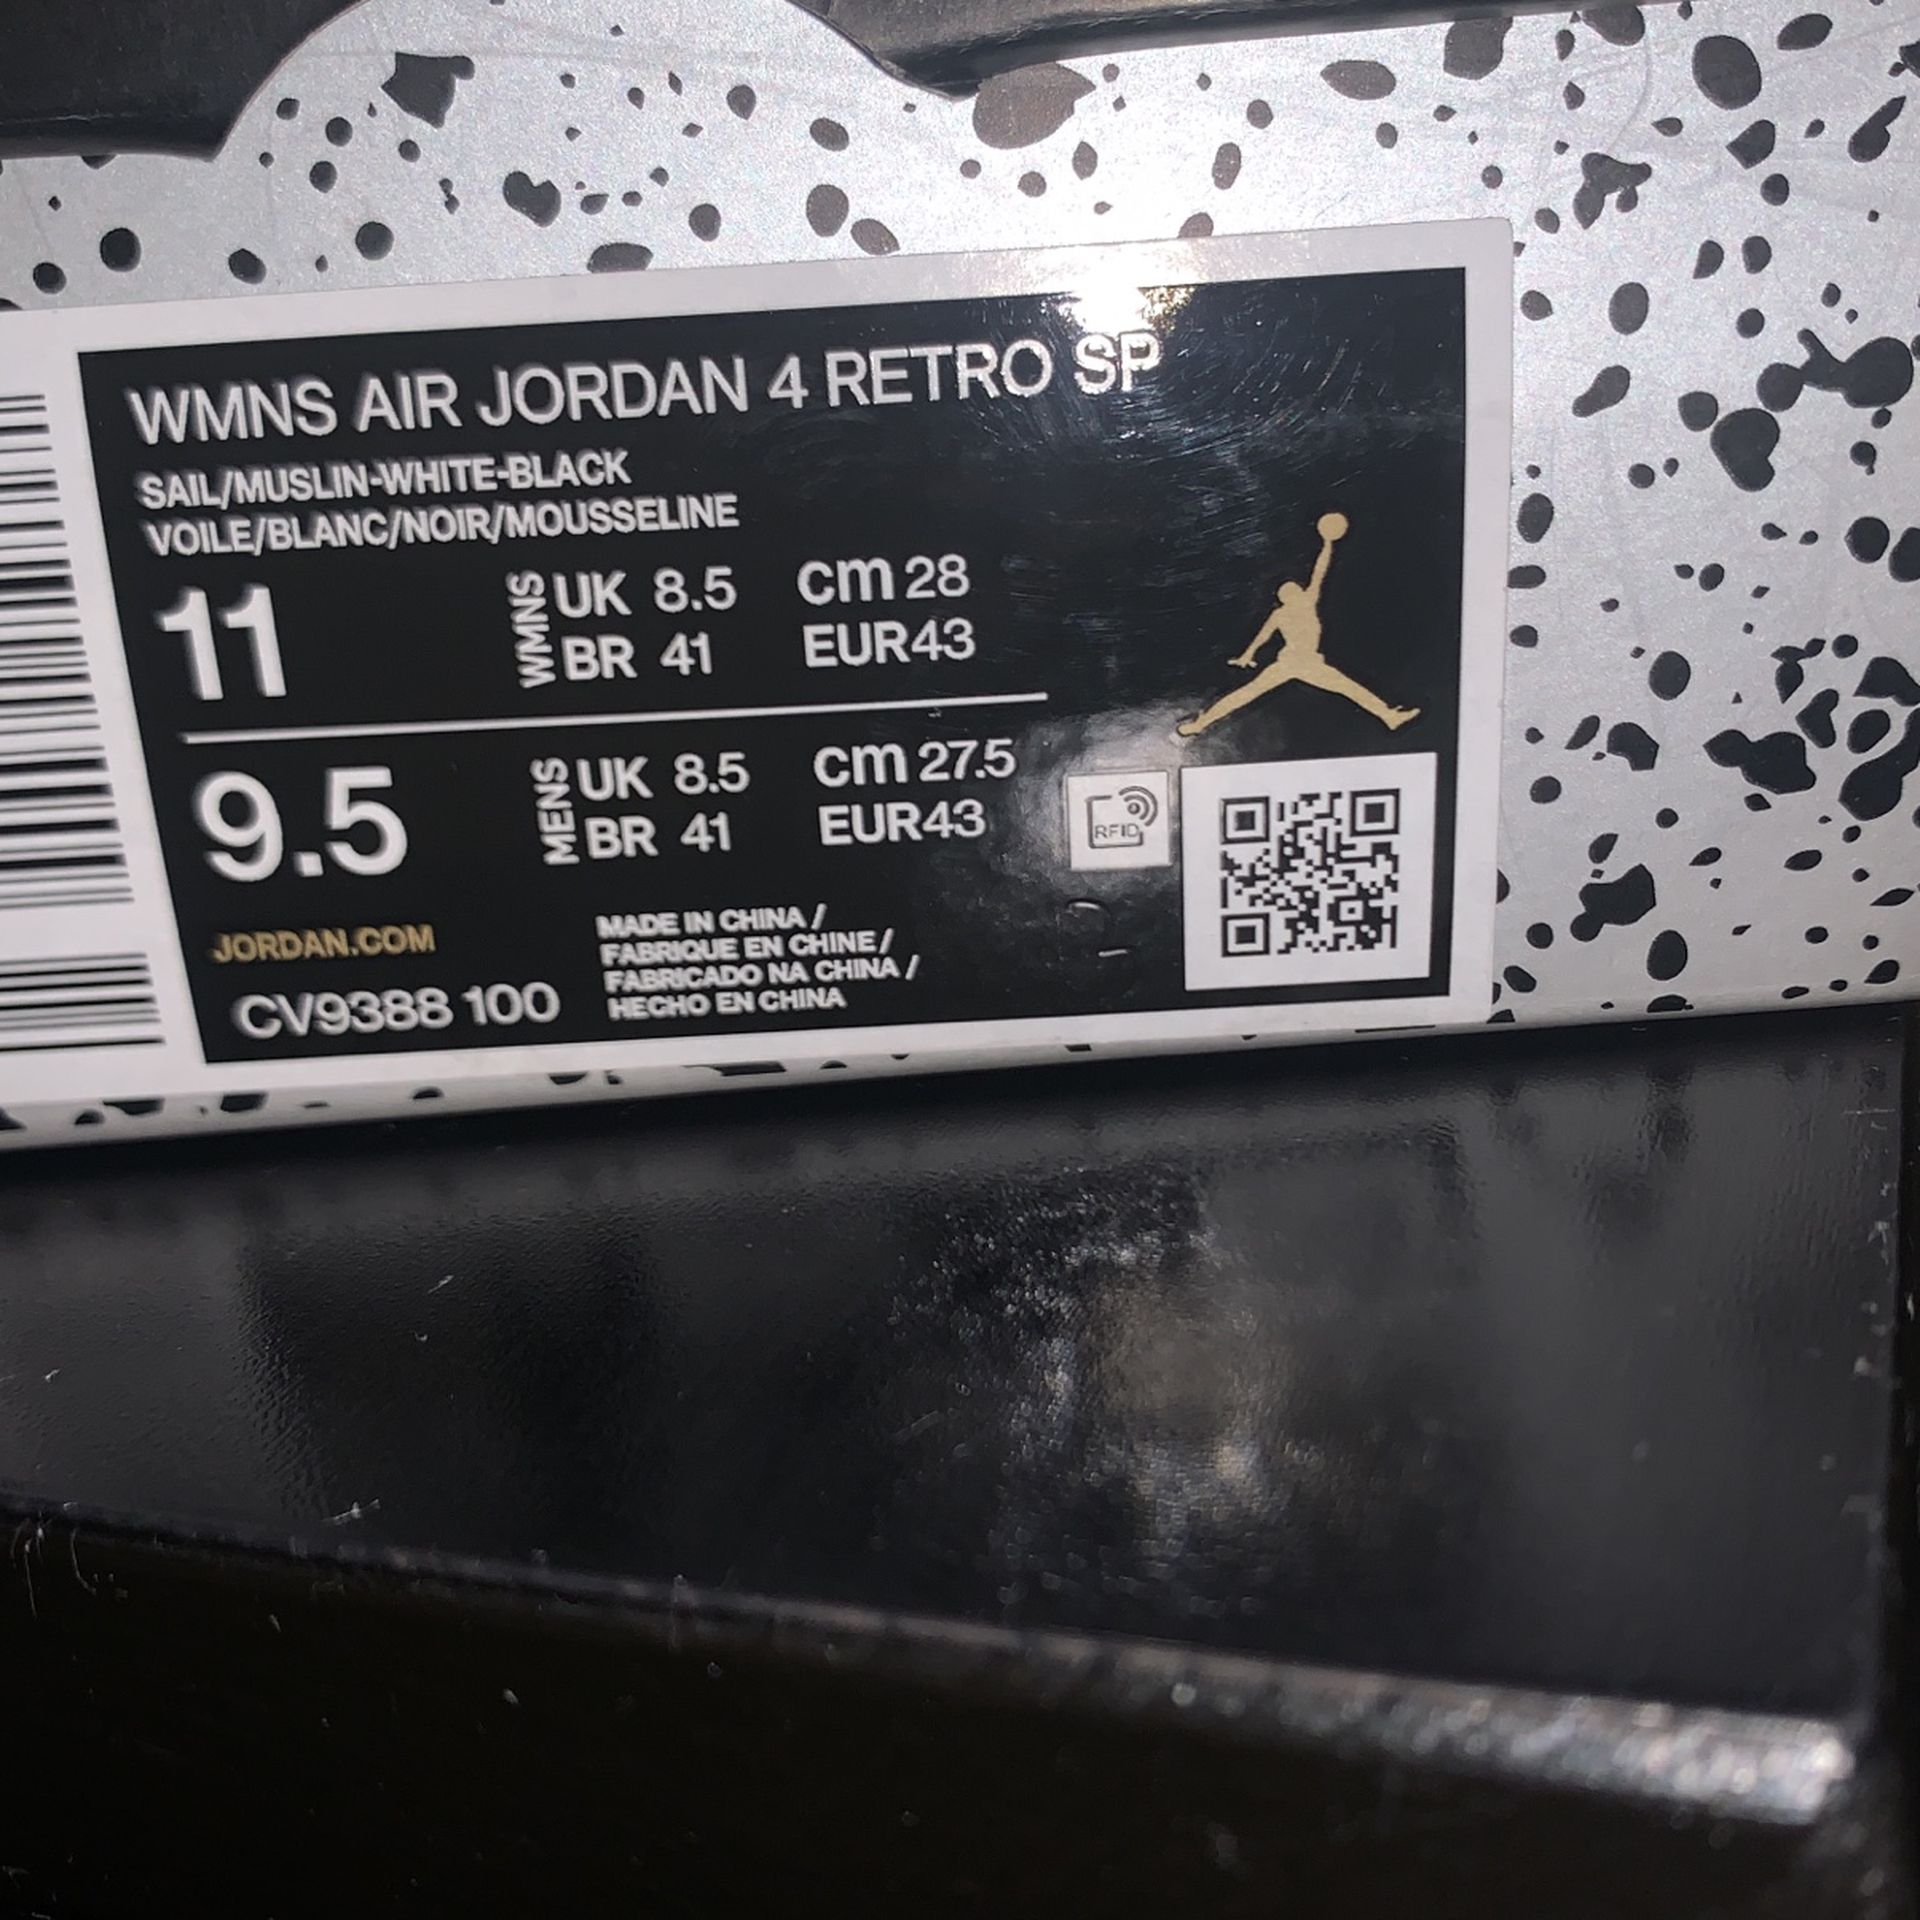 WMNS AIR JORDAN 4 RETRO SP
SAIL/MUSLIN-WHITE-BLACK
VOILE/BLANC/NOIR/MOUSSELINE
11 WMNS UK 8.5 cm 28
BR 41 EUR43
9.5 MENS UK 8.5 cm 27.5
BR 41 EUR43
RFID
JORDAN.COM
CV9388 100
MADE IN CHINA /
FABRIQUE EN CHINE /
FABRICADO NA CHINA /
HECHO EN CHINA